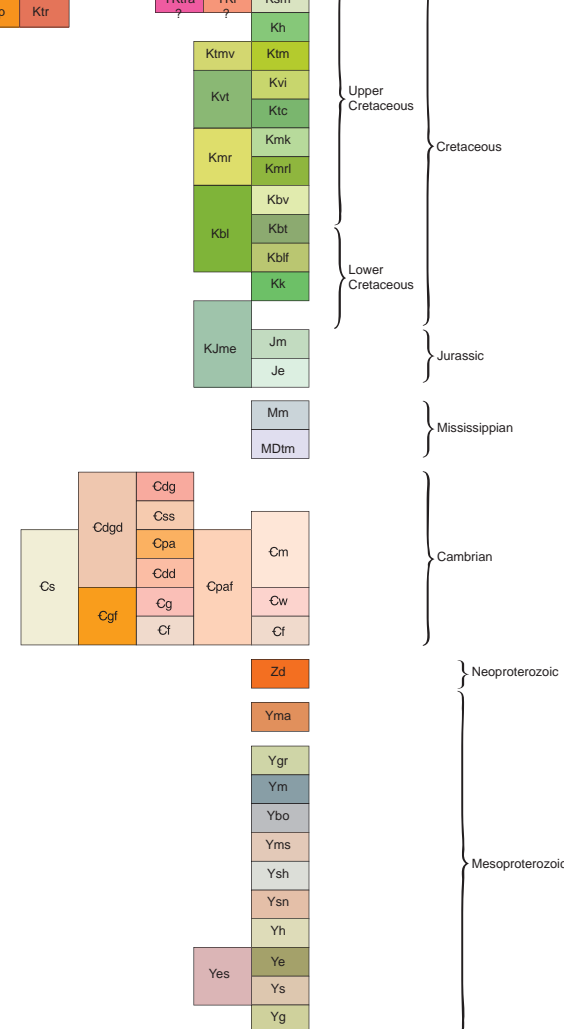 Ktr
?
?
Kh
Ktmv
Ktm
Kvi
Upper
Cretaceous
Kvt
Ktc
Kmk
Cretaceous
Kmr
Kmrl
Kbv
Kbl
Kbt
Kblf
Lower
Cretaceous
Kk
KJme
Jm
Jurassic
Je
Mm
Mississippian
MDtm
Ꞓdg
Ꞓss
Ꞓdgd
Ꞓpa
Ꞓm
Cambrian
Ꞓdd
Ꞓs
Ꞓpaf
Ꞓg
Ꞓw
Ꞓgf
Ꞓf
Ꞓf
Zd
Neoproterozoic
Yma
Ygr
Ym
Ybo
Yms
Mesoproterozoic
Ysh
Ysn
Yh
Ye
Yes
Ys
Yg